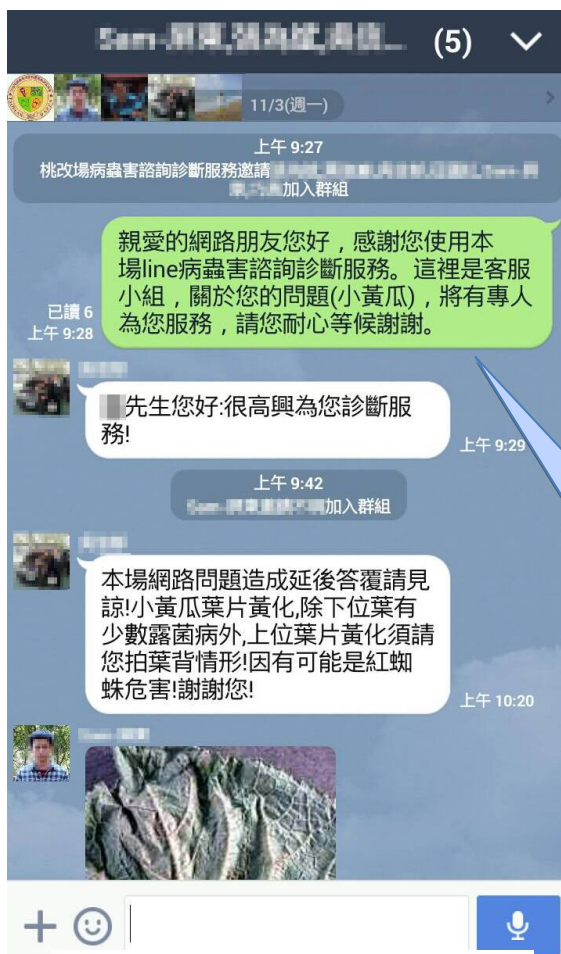 (5)
11/3(週一)
上午 9:27
桃改場病蟲害諮詢診斷服務邀請
加入群組
親愛的網路朋友您好，感謝您使用本
場line病蟲害諮詢診斷服務。這裡是客服
小組，關於您的問題(小黃瓜)，將有專人
為您服務，請您耐心等候謝謝。
已讀 6
上午 9:28
先生您好:很高興為您診斷服
務!
上午 9:29
上午 9:42
加入群組
本場網路問題造成延後答覆請見
諒!小黃瓜葉片黃化,除下位葉有
少數露菌病外,上位葉片黃化須請
您拍葉背情形!因有可能是紅蜘
蛛危害!謝謝您!
上午 10:20